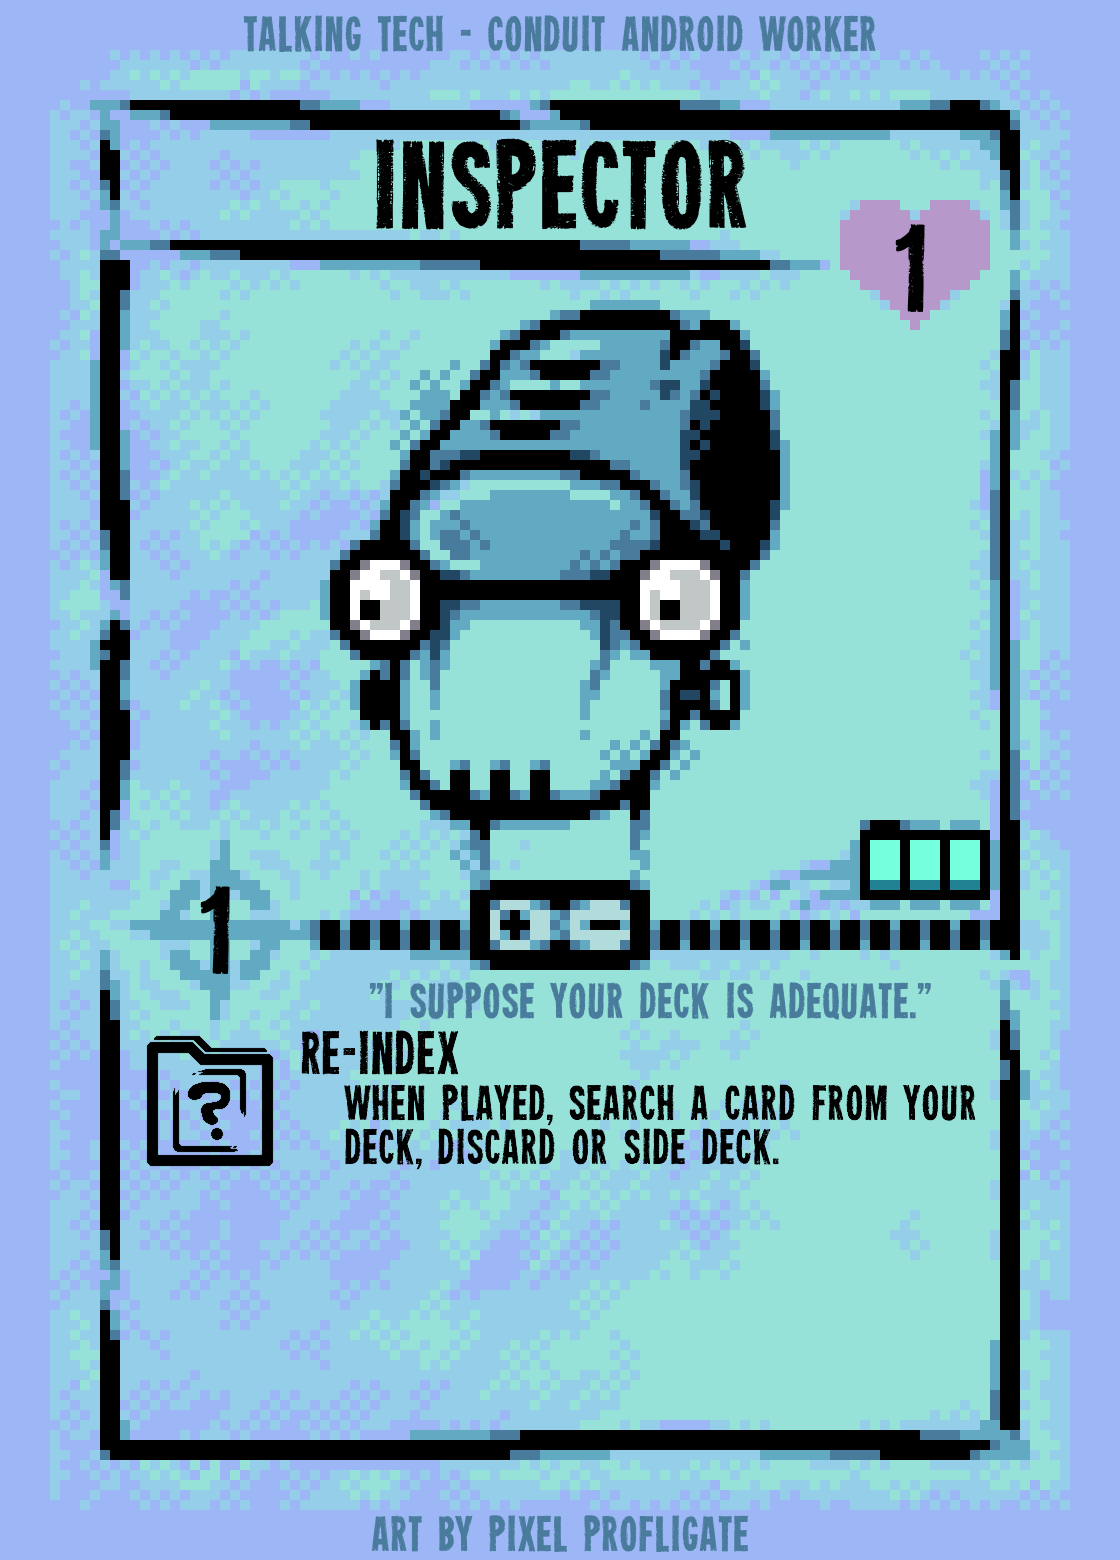 TALKING TECH - CONDUIT ANDROID WORKER
INSPECTOR
1
1
"I SUPPOSE YOUR DECK IS ADEQUATE."
RE-INDEX
?
WHEN PLAYED, SEARCH A CARD FROM YOUR
DECK, DISCARD OR SIDE DECK.
ART BY PIXEL PROFLIGATE